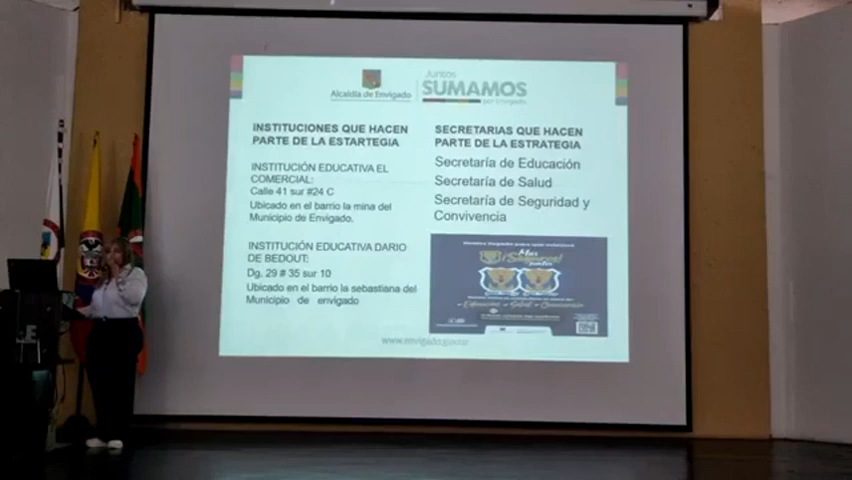 Alcaldía de Envigado
Juntos
SUMAMOS
por Envigado
INSTITUCIONES QUE HACEN
PARTE DE LA ESTARTEGIA
INSTITUCIÓN EDUCATIVA EL
COMERCIAL:
Calle 41 sur #24 C
Ubicado en el barrio la mina del
Municipio de Envigado.
INSTITUCIÓN EDUCATIVA DARIO
DE BEDOUT:
Dg. 29 # 35 sur 10
Ubicado en el barrio la sebastiana del
Municipio de envigado
SECRETARIAS QUE HACEN
PARTE DE LA ESTRATEGIA
Secretaría de Educación
Secretaría de Salud
Secretaría de Seguridad y
Convivencia
www.envigado.gov.co